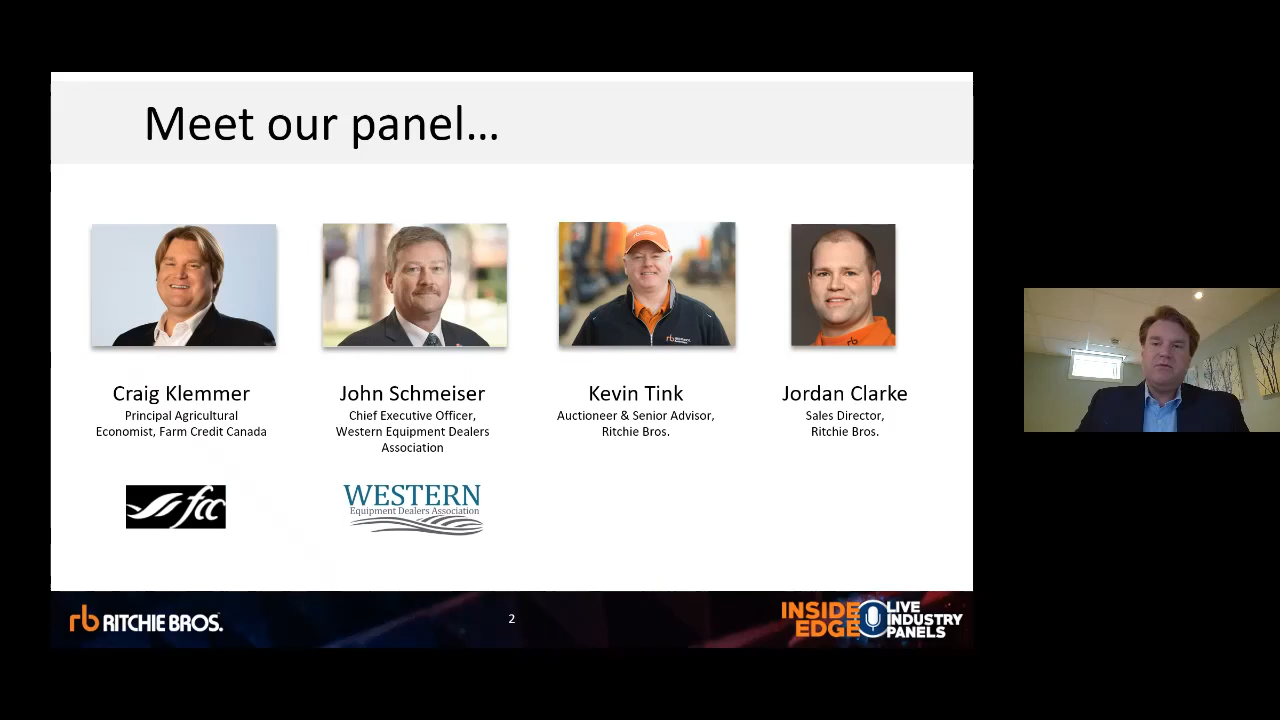 Meet our panel...
Craig Klemmer
Principal Agricultural
Economist, Farm Credit Canada
John Schmeiser
Chief Executive Officer,
Western Equipment Dealers
Association
Kevin Tink
Auctioneer & Senior Advisor,
Ritchie Bros.
Jordan Clarke
Sales Director,
Ritchie Bros.
fcc
WESTERN
Equipment Dealers Association
rb RITCHIE BROS.
2
INSIDE
EDGE
LIVE
INDUSTRY
PANELS